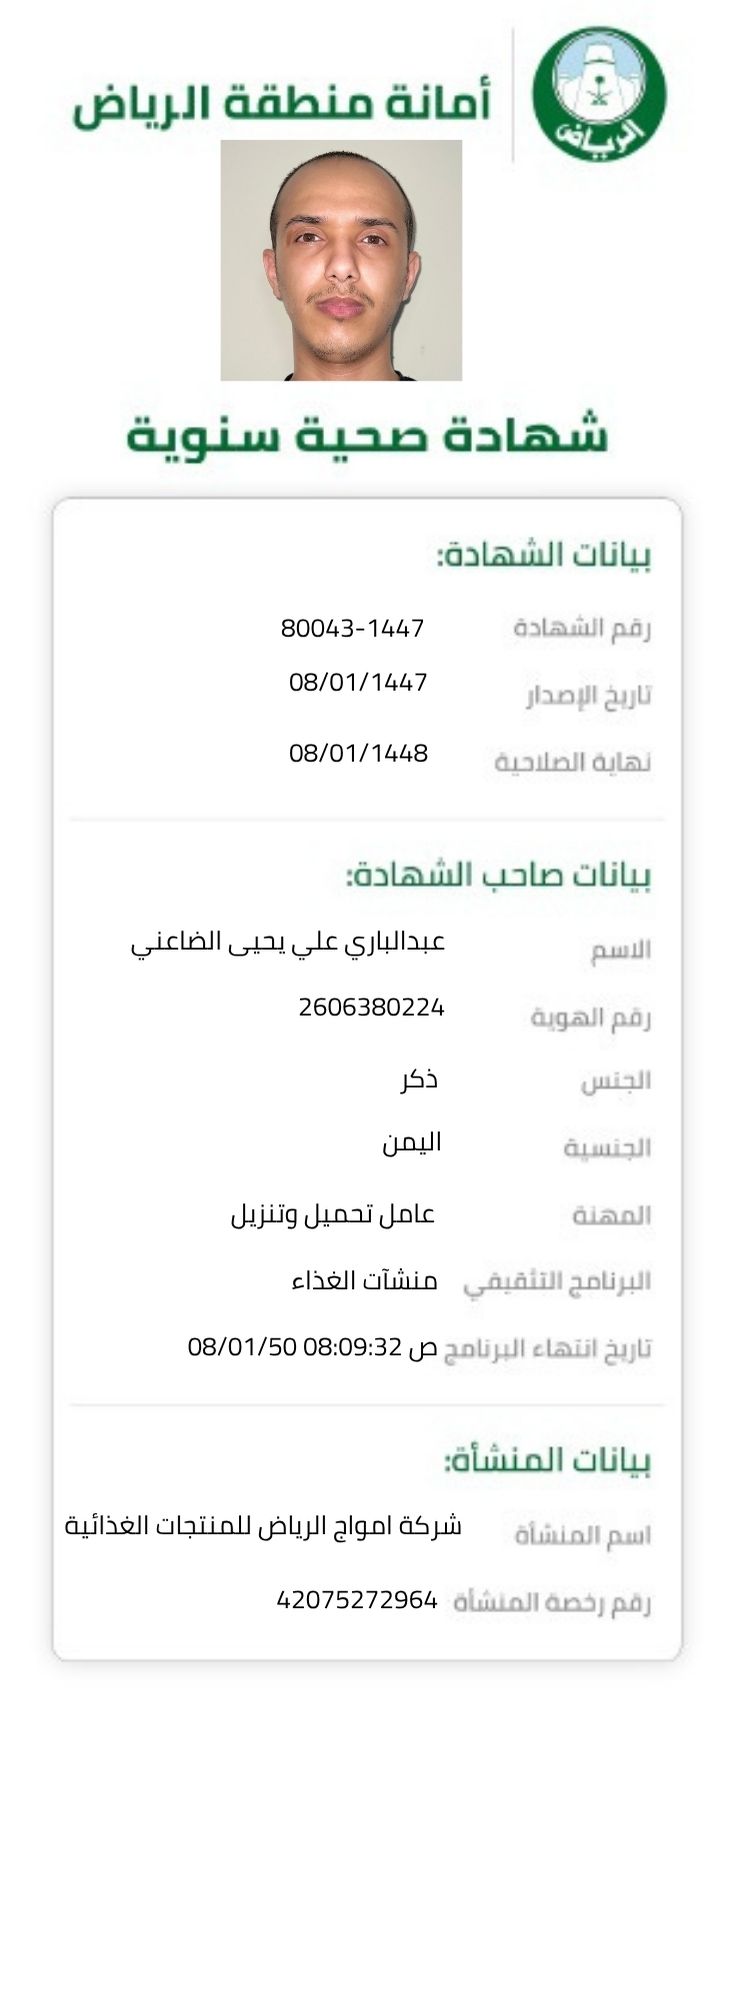 أمانة منطقة الرياض
الرياض
شهادة صحية سنوية
بيانات الشهادة:
رقم الشهادة 80043-1447
تاريخ الإصدار 08/01/1447
نهاية الصلاحية 08/01/1448
بيانات صاحب الشهادة:
الاسم عبدالباري علي يحيى الضاعني
رقم الهوية 2606380224
الجنس ذكر
الجنسية اليمن
المهنة عامل تحميل وتنزيل
البرنامج التثقيفي منشآت الغذاء
تاريخ انتهاء البرنامج ص 08:09:32 08/01/50
بيانات المنشأة:
اسم المنشأة شركة امواج الرياض للمنتجات الغذائية
رقم رخصة المنشأة 42075272964